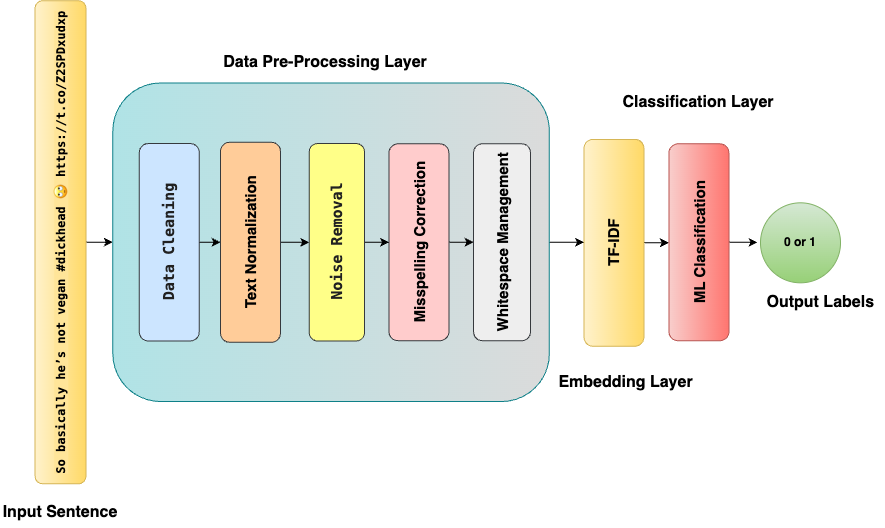 So basically he's not vegan #dickhead 🙄 https://t.co/Z2SPDxudxp
Input Sentence
Data Pre-Processing Layer
Data Cleaning
Text Normalization
Noise Removal
Misspelling Correction
Whitespace Management
TF-IDF
Embedding Layer
Classification Layer
ML Classification
0 or 1
Output Labels